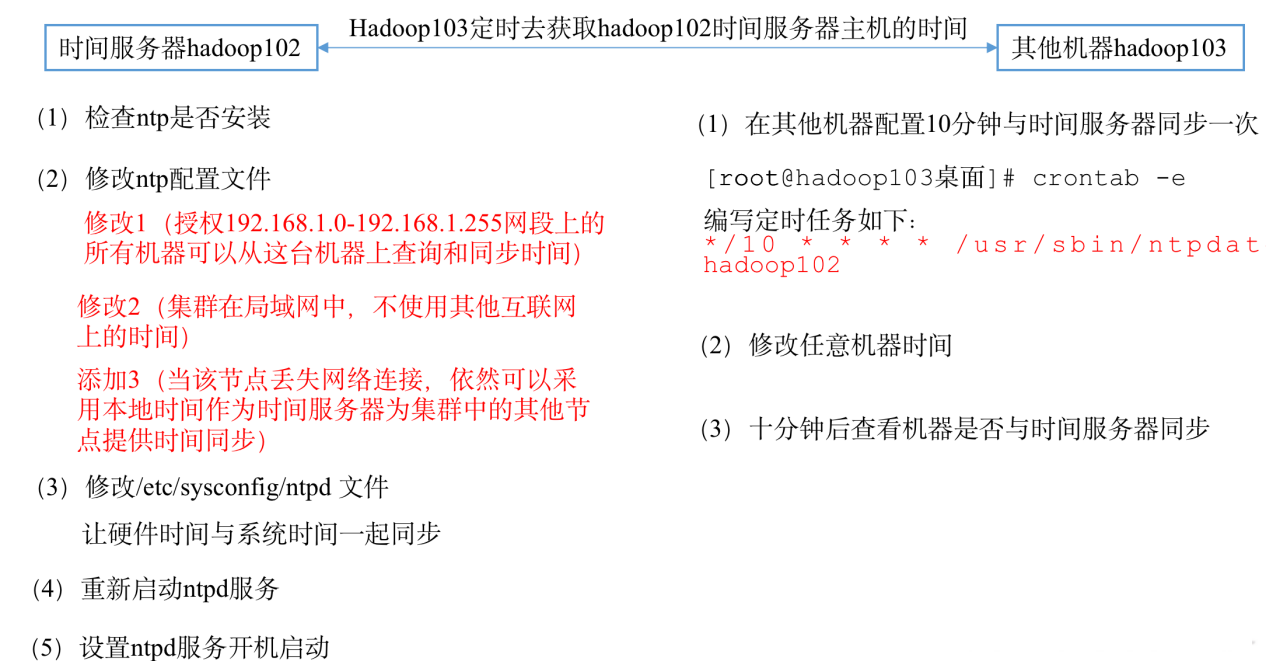 Hadoop103定时去获取hadoop102时间服务器主机的时间
时间服务器hadoop102
其他机器hadoop103
（1）检查ntp是否安装
（2）修改ntp配置文件
修改1（授权192.168.1.0-192.168.1.255网段上的
所有机器可以从这台机器上查询和同步时间）
修改2（集群在局域网中，不使用其他互联网
上的时间）
添加3（当该节点丢失网络连接，依然可以采
用本地时间作为时间服务器为集群中的其他节
点提供时间同步）
（3）修改/etc/sysconfig/ntpd 文件
让硬件时间与系统时间一起同步
（4）重新启动ntpd服务
（5）设置ntpd服务开机启动
（1）在其他机器配置10分钟与时间服务器同步一次
[root@hadoop103桌面]# crontab -e
编写定时任务如下：
*/10 * * * * /usr/sbin/ntpdat
hadoop102
（2）修改任意机器时间
（3）十分钟后查看机器是否与时间服务器同步